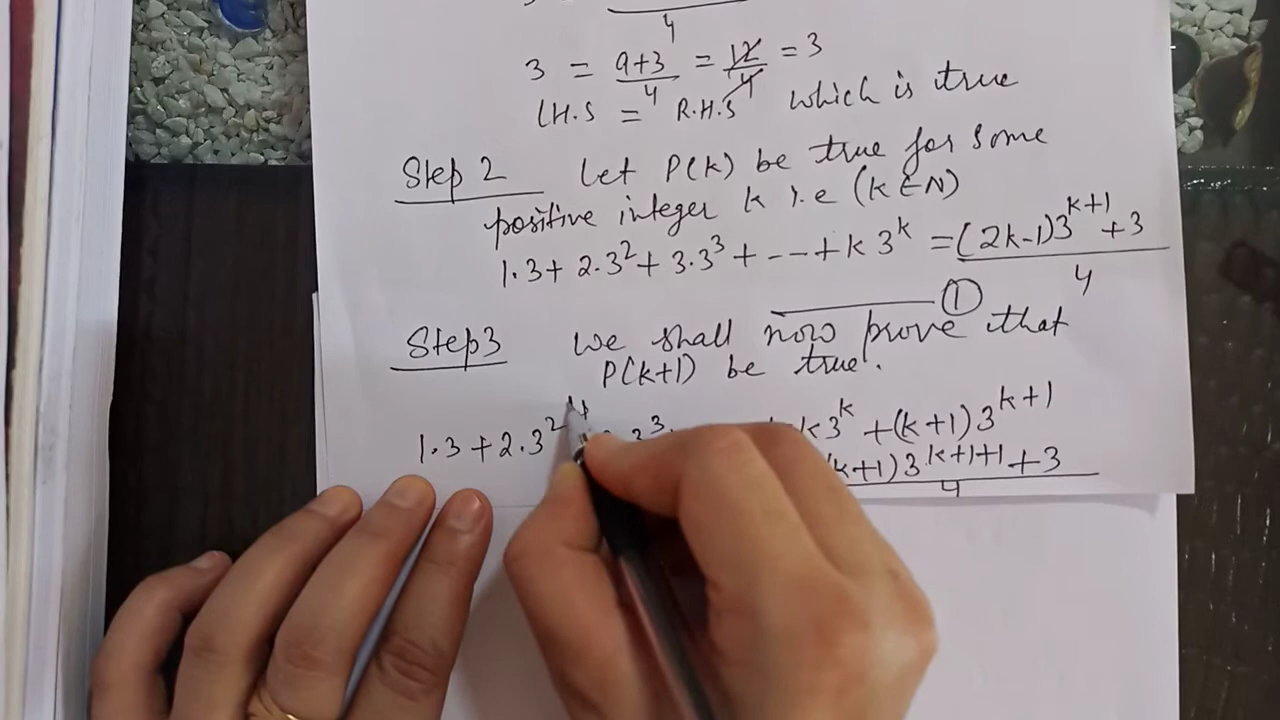 4
3 = 9+3/4 = 12/4 = 3
LH.S = R.H.S which is true
Step 2 Let P(k) be true for some
positive integer k i.e (k∈N)
1.3+ 2.3²+ 3.3³ + ---+ k 3^k = (2k-1)3^(k+1) +3/4
①
Step3 We shall now prove that
P(k+1) be true.
1.3 +2.3² 3^k +(k+1)3^(k+1)
k+1)3^(k+1+1)+3/4